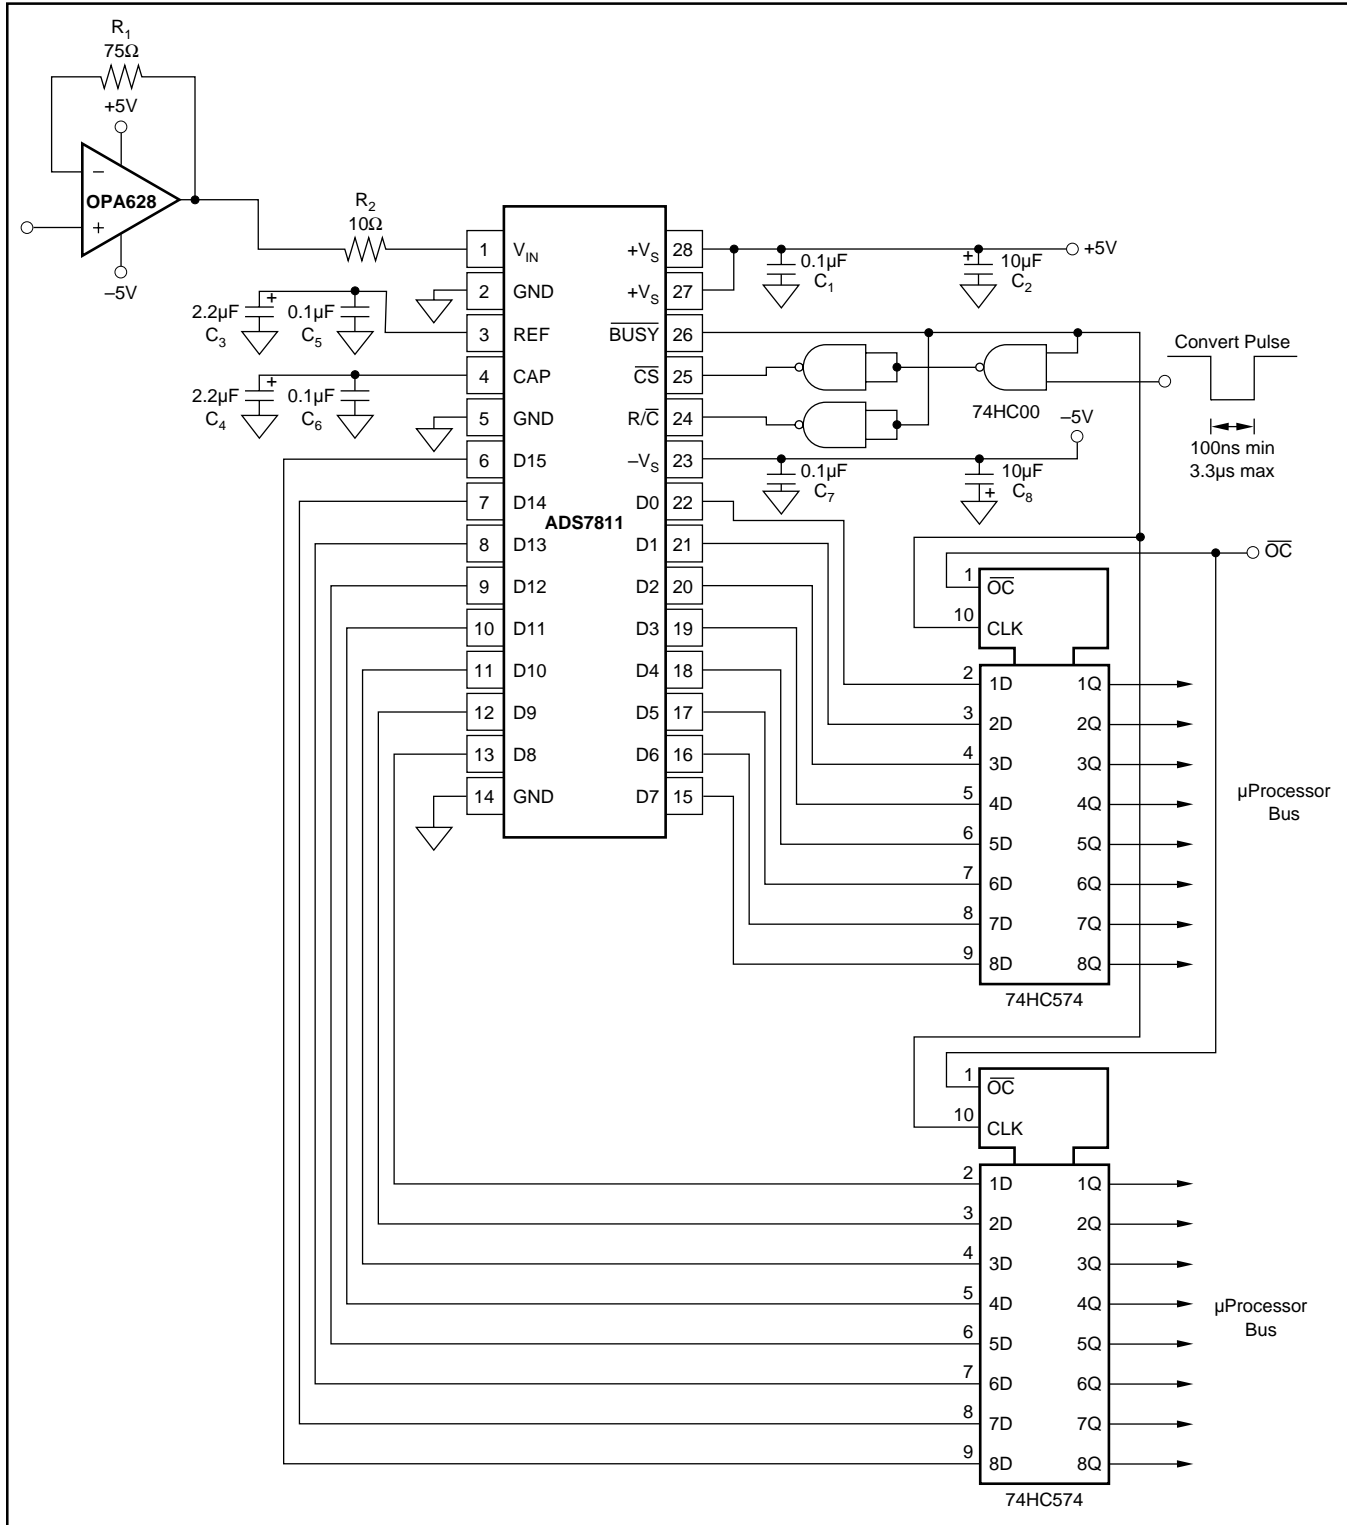 R1
75Ω
+5V
–
OPA628
+
–5V
R2
10Ω
2.2µF
C3
0.1µF
C5
2.2µF
C4
0.1µF
C6
ADS7811
1 VIN
2 GND
3 REF
4 CAP
5 GND
6 D15
7 D14
8 D13
9 D12
10 D11
11 D10
12 D9
13 D8
14 GND
+VS 28
+VS 27
BUSY 26
CS 25
R/C 24
–VS 23
D0 22
D1 21
D2 20
D3 19
D4 18
D5 17
D6 16
D7 15
0.1µF
C1
+
10µF
C2
+5V
74HC00
Convert Pulse
100ns min
3.3µs max
–5V
0.1µF
C7
10µF
+
C8
OC
1 OC
10 CLK
2 1D 1Q
3 2D 2Q
4 3D 3Q
5 4D 4Q
6 5D 5Q
7 6D 6Q
8 7D 7Q
9 8D 8Q
74HC574
µProcessor
Bus
1 OC
10 CLK
2 1D 1Q
3 2D 2Q
4 3D 3Q
5 4D 4Q
6 5D 5Q
7 6D 6Q
8 7D 7Q
9 8D 8Q
74HC574
µProcessor
Bus